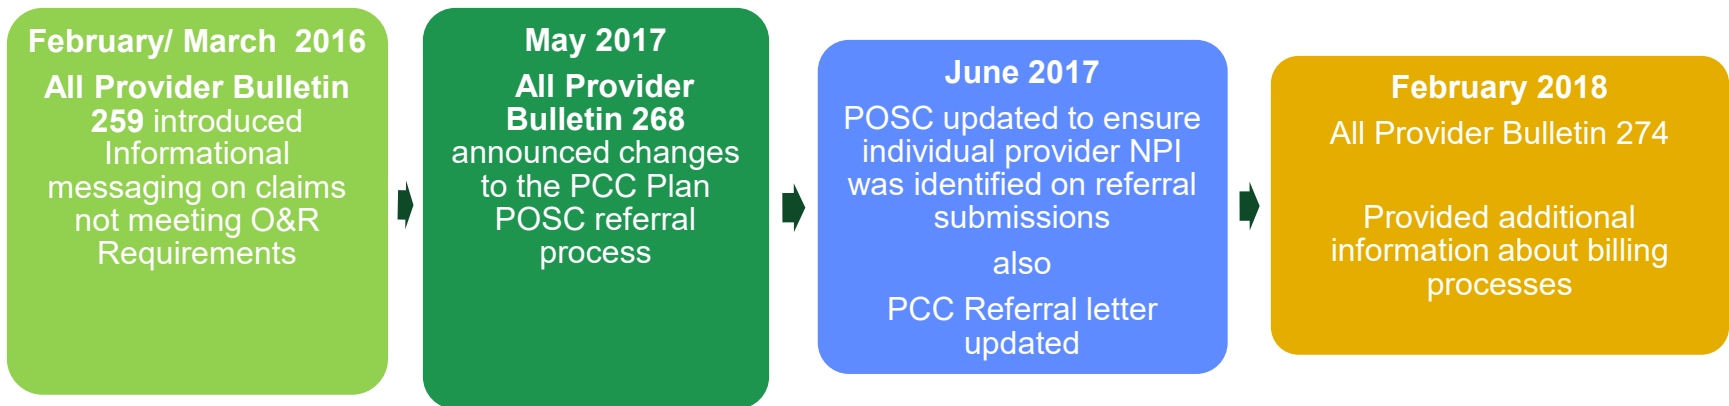 February/ March 2016
All Provider Bulletin
259 introduced
Informational
messaging on claims
not meeting O&R
Requirements
May 2017
All Provider
Bulletin 268
announced changes
to the PCC Plan
POSC referral
process
June 2017
POSC updated to ensure
individual provider NPI
was identified on referral
submissions
also
PCC Referral letter
updated
February 2018
All Provider Bulletin 274
Provided additional
information about billing
processes